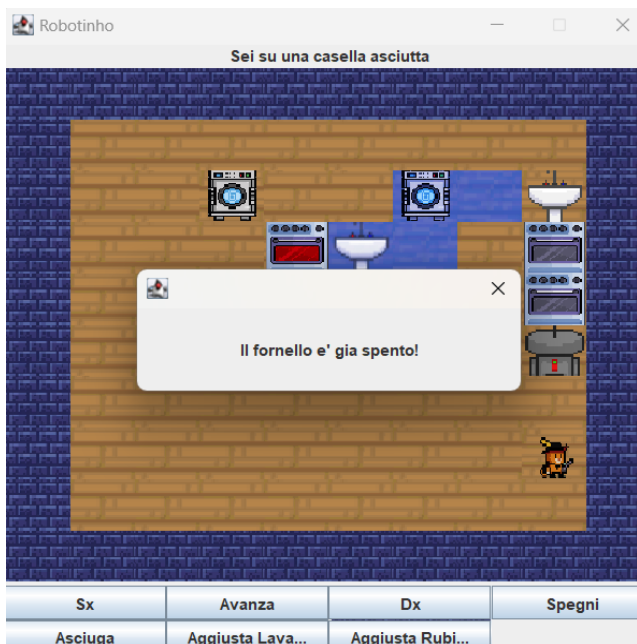 Robotinho
Sei su una casella asciutta
Il fornello e' gia spento!
Sx
Avanza
Dx
Spegni
Asciuga
Aggiusta Lava...
Aggiusta Rubi...